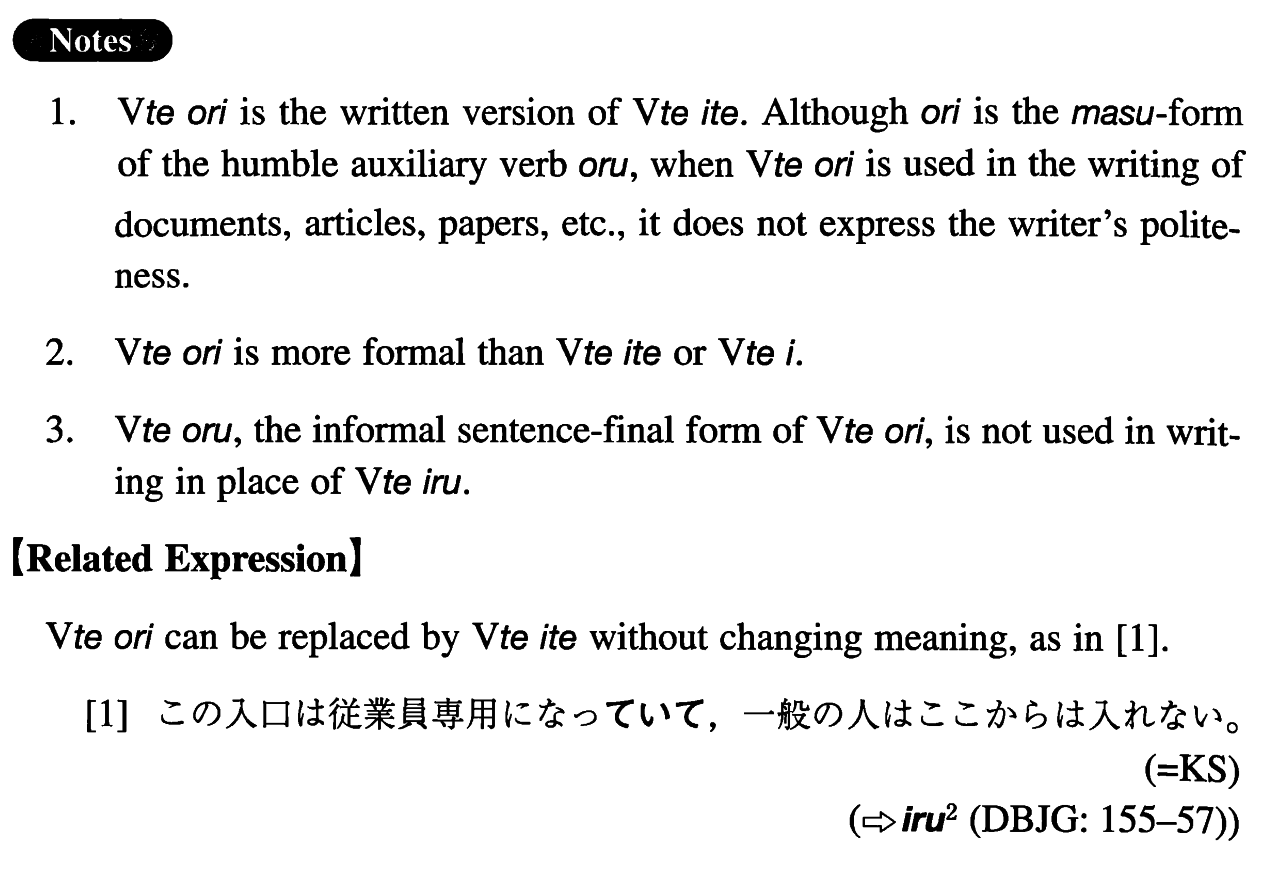 Notes
1. Vte ori is the written version of Vte ite. Although ori is the masu-form
of the humble auxiliary verb oru, when Vte ori is used in the writing of
documents, articles, papers, etc., it does not express the writer's polite-
ness.
2. Vte ori is more formal than Vte ite or Vte i.
3. Vte oru, the informal sentence-final form of Vte ori, is not used in writ-
ing in place of Vte iru.
【Related Expression】
Vte ori can be replaced by Vte ite without changing meaning, as in [1].
[1] この入口は従業員専用になっていて，一般の人はここからは入れない。
(=KS)
(⇨iru² (DBJG: 155–57))